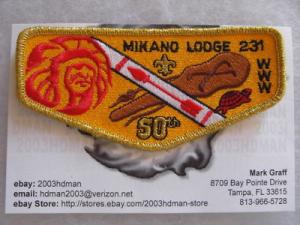 MIKANO LODGE 231
WWW
50th
Mark Graff
8709 Bay Pointe Drive
Tampa, FL 33615
813-966-5728
ebay: 2003hdman
email: hdman2003@verizon.net
ebay Store: http://stores.ebay.com/2003hdman-store